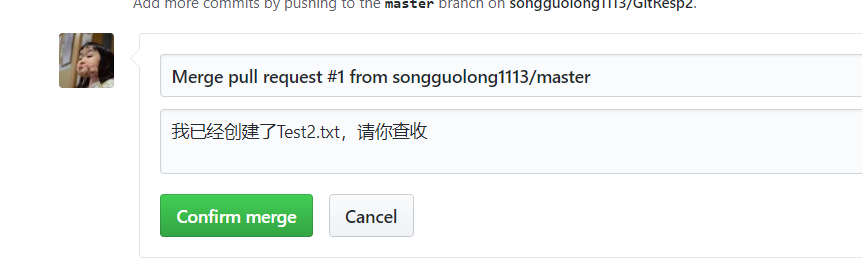 Add more commits by pushing to the master branch on songguolong1113/GitResp2.
Merge pull request #1 from songguolong1113/master
我已经创建了Test2.txt，请你查收
Confirm merge
Cancel